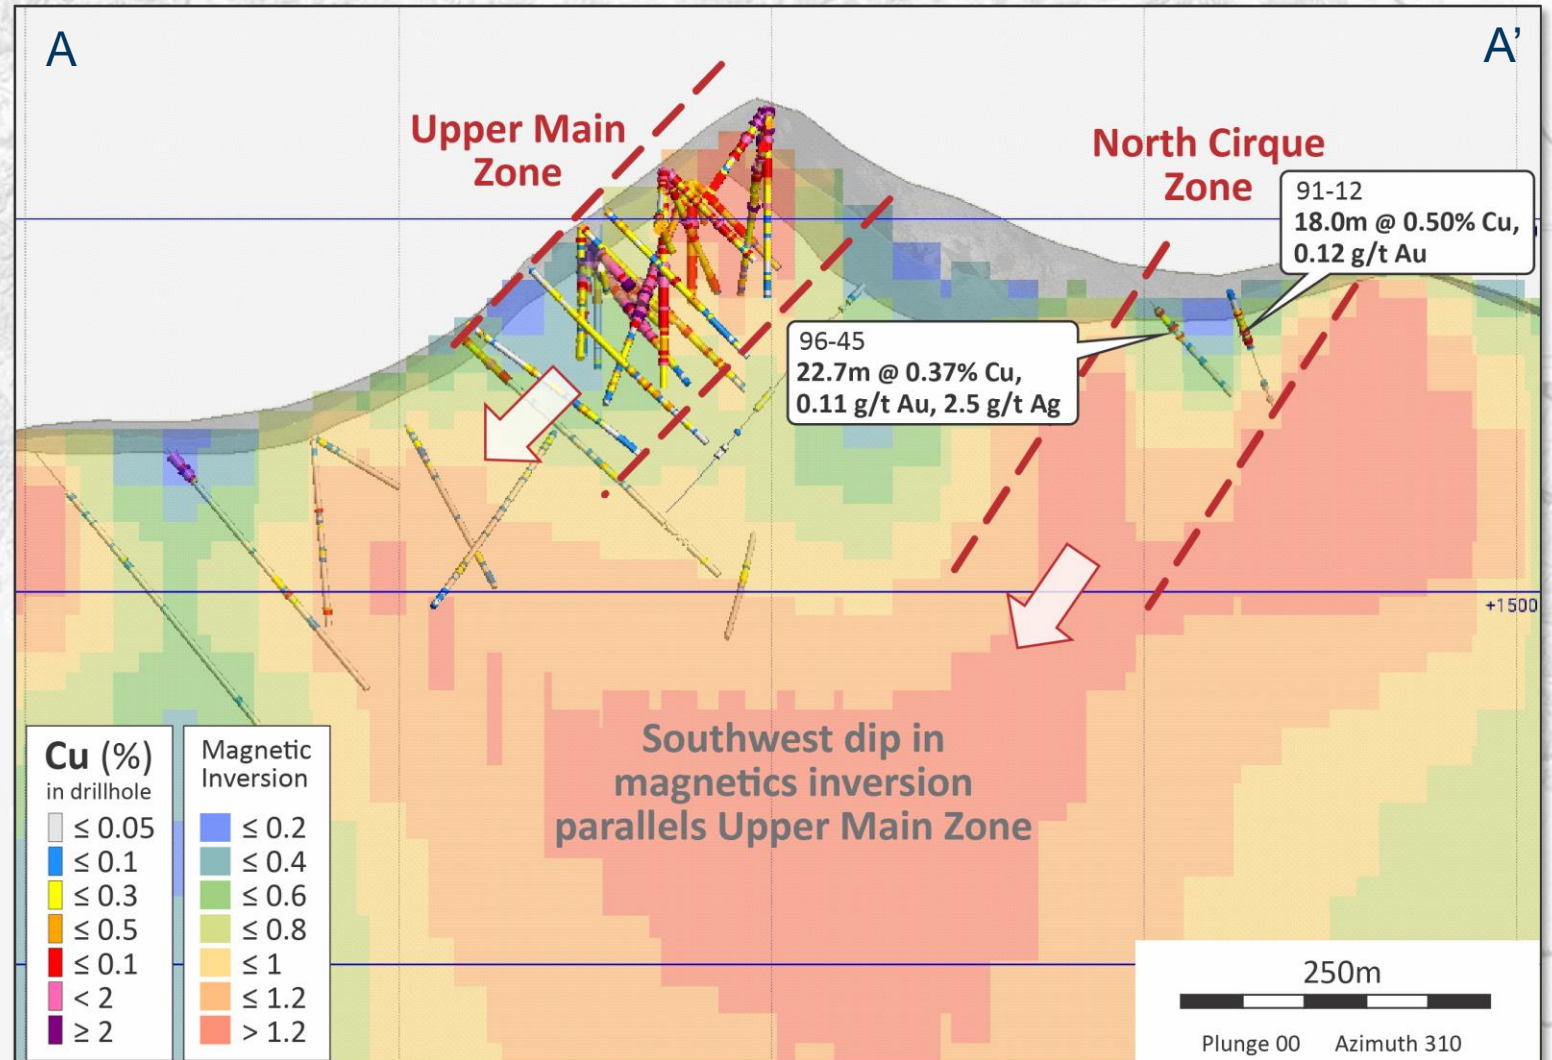 A
A’
Upper Main
Zone
North Cirque
Zone
91-12
18.0m @ 0.50% Cu,
0.12 g/t Au
96-45
22.7m @ 0.37% Cu,
0.11 g/t Au, 2.5 g/t Ag
+1500
Southwest dip in
magnetics inversion
parallels Upper Main Zone
Cu (%)
in drillhole
≤ 0.05
≤ 0.1
≤ 0.3
≤ 0.5
≤ 0.1
< 2
≥ 2
Magnetic
Inversion
≤ 0.2
≤ 0.4
≤ 0.6
≤ 0.8
≤ 1
≤ 1.2
> 1.2
250m
Plunge 00 Azimuth 310